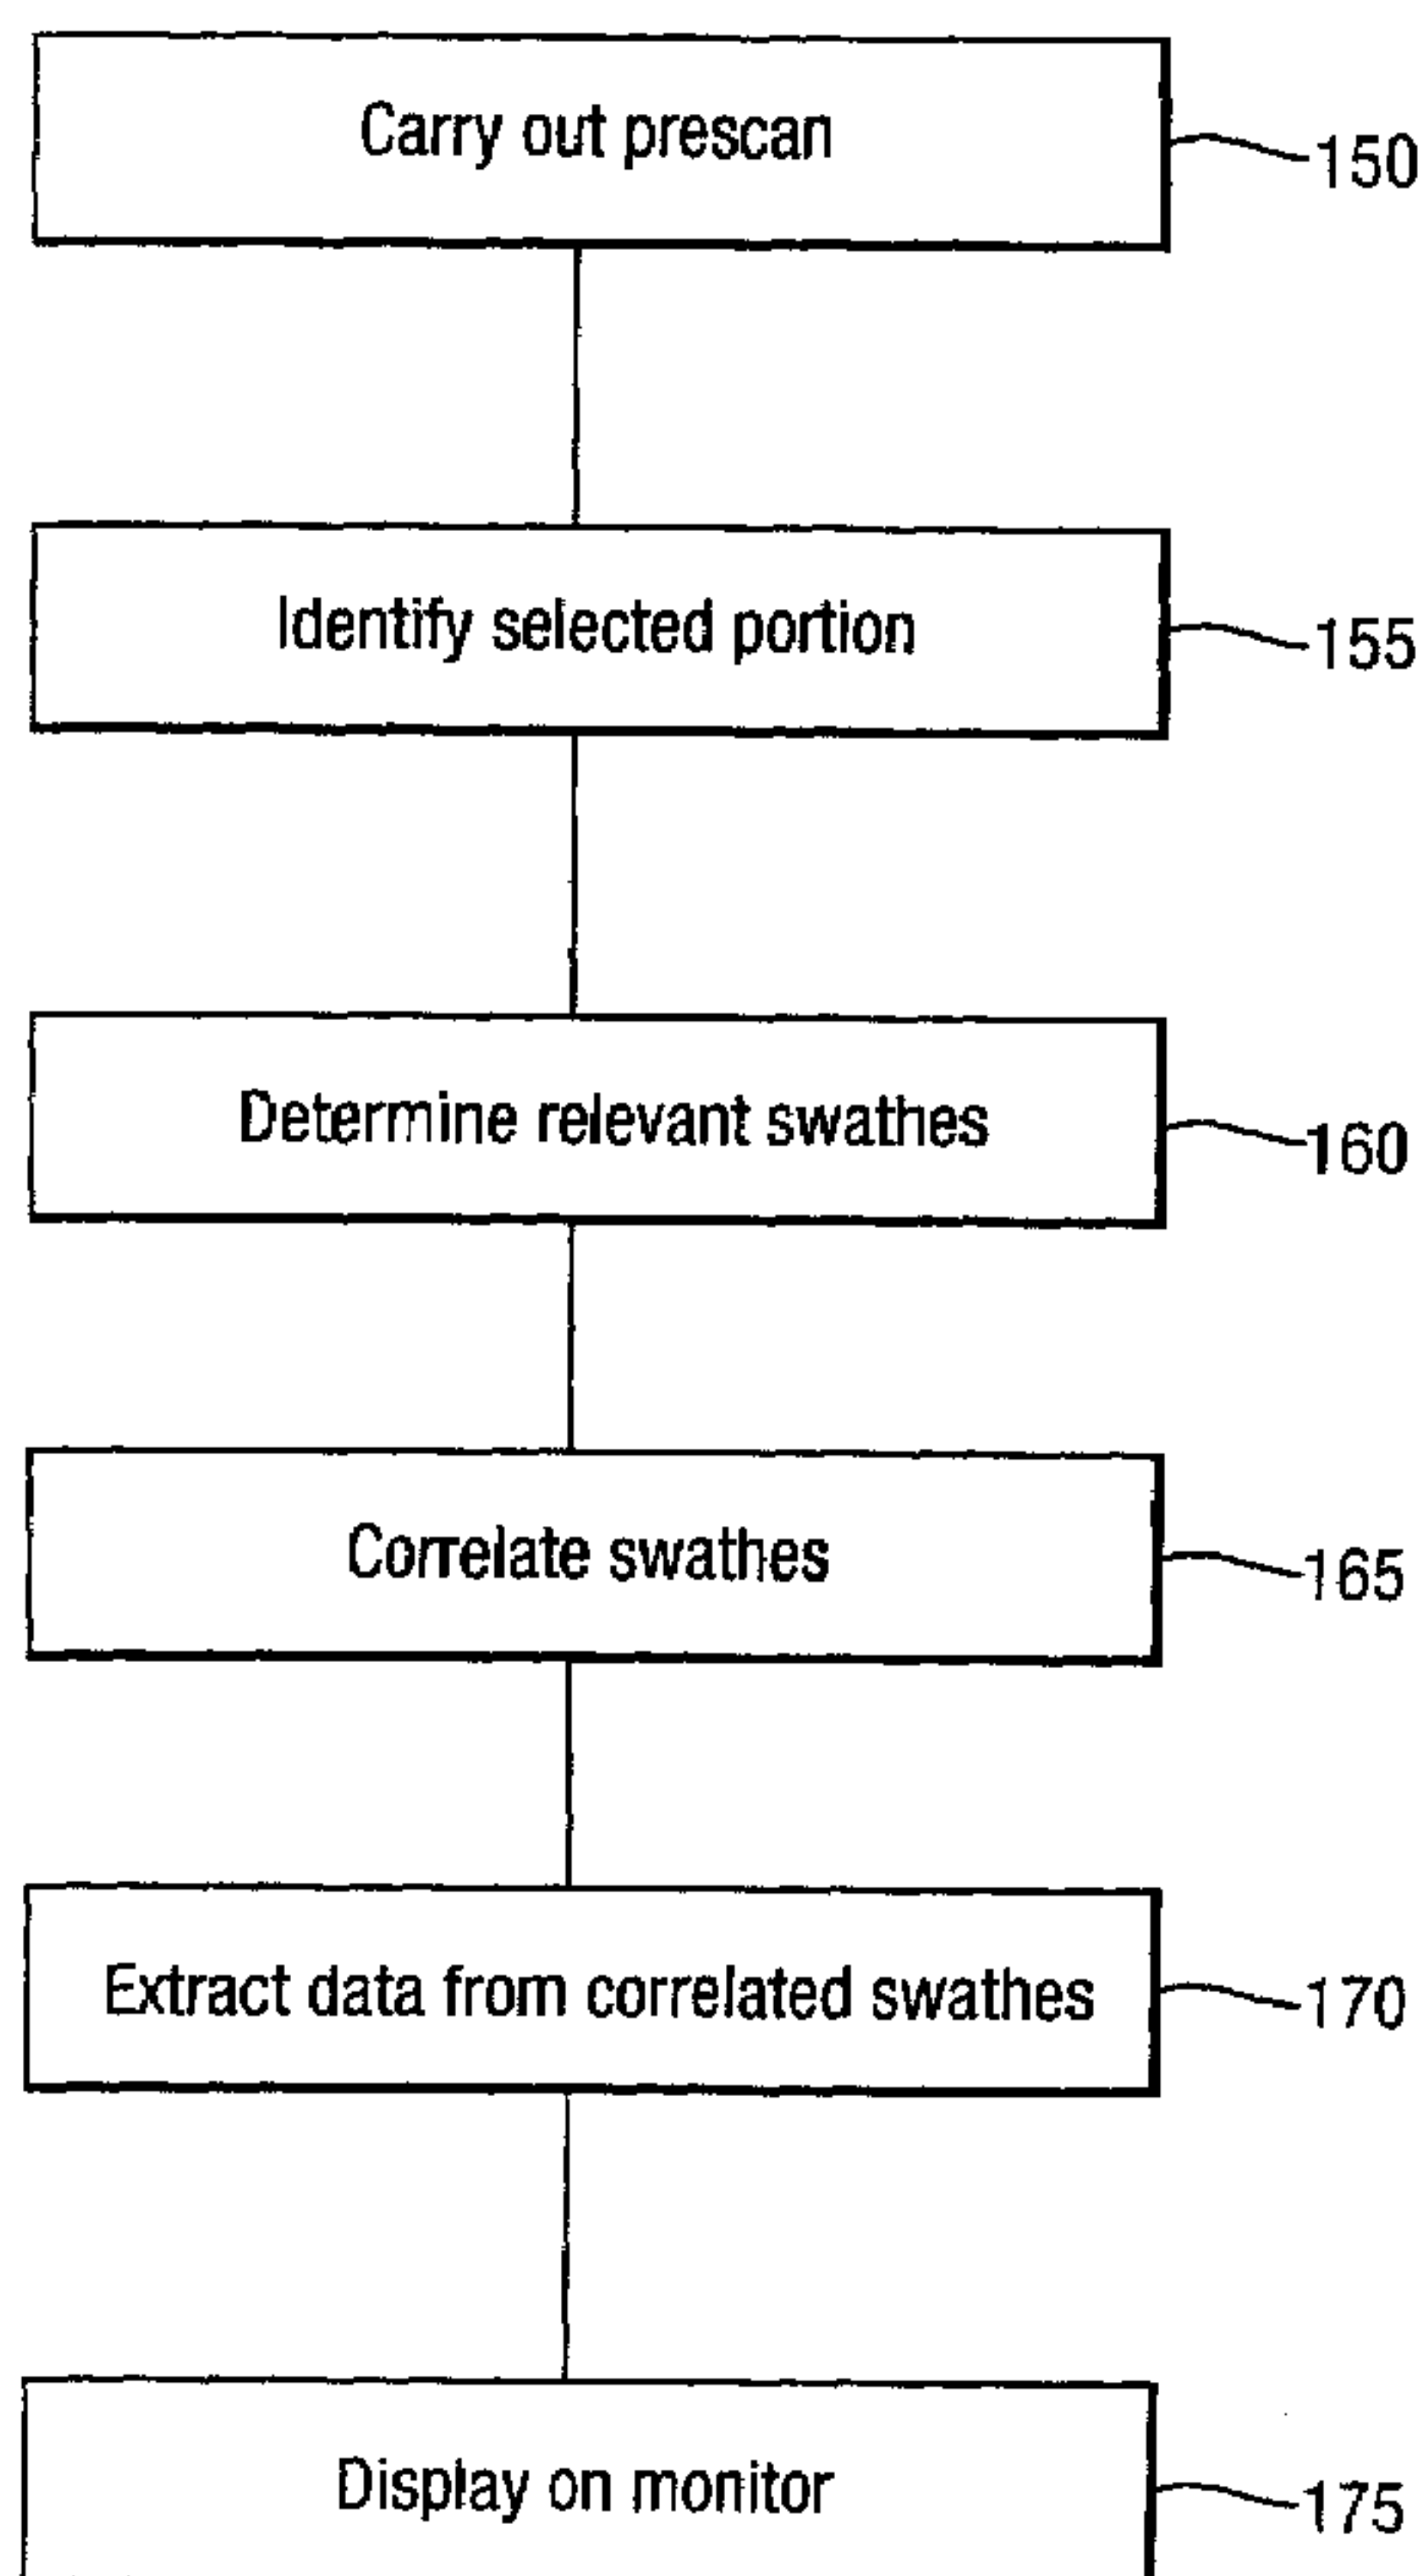 Carry out prescan
150
Identify selected portion
155
Determine relevant swathes
160
Correlate swathes
165
Extract data from correlated swathes
170
Display on monitor
175